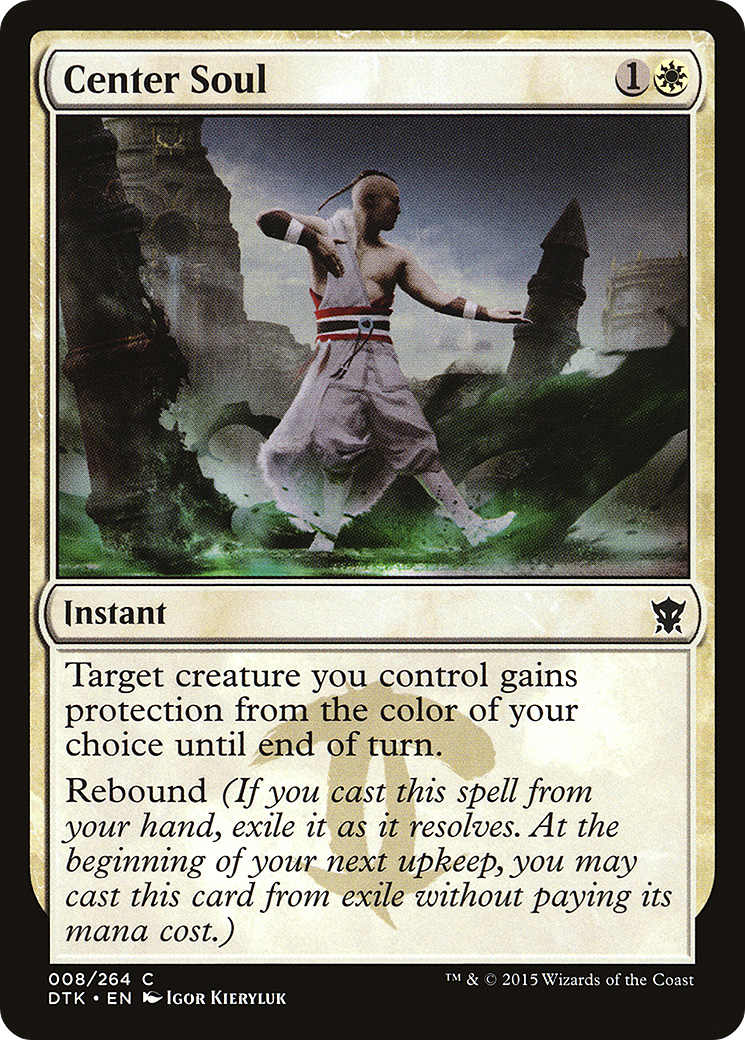 Center Soul 1
Instant
Target creature you control gains
protection from the color of your
choice until end of turn.
Rebound (If you cast this spell from
your hand, exile it as it resolves. At the
beginning of your next upkeep, you may
cast this card from exile without paying its
mana cost.)
008/264 C
™ & © 2015 Wizards of the Coast
DTK • EN Igor Kieryluk